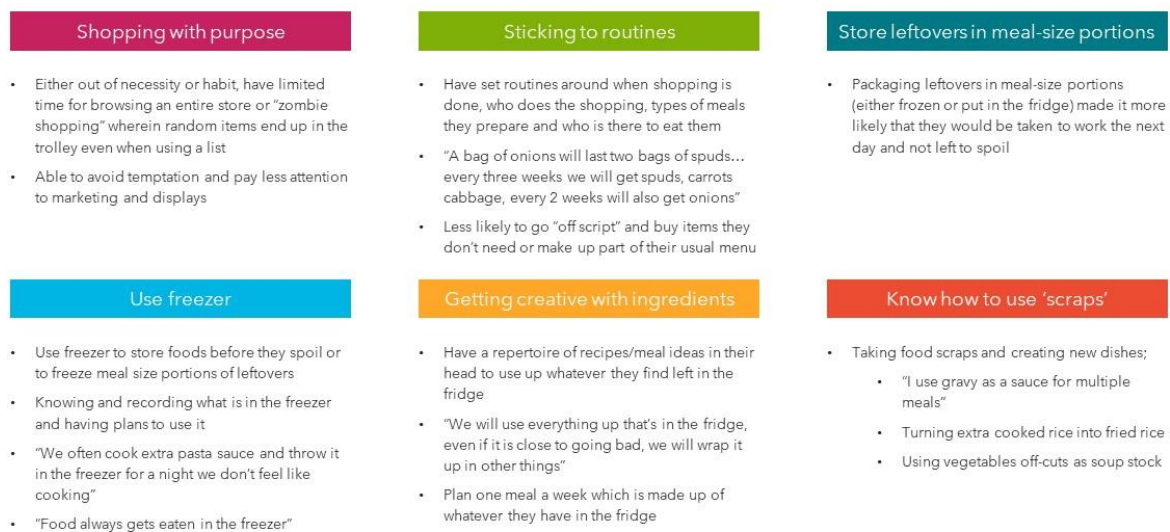 Shopping with purpose
• Either out of necessity or habit, have limited
time for browsing an entire store or “zombie
shopping” wherein random items end up in the
trolley even when using a list
• Able to avoid temptation and pay less attention
to marketing and displays
Sticking to routines
• Have set routines around when shopping is
done, who does the shopping, types of meals
they prepare and who is there to eat them
• “A bag of onions will last two bags of spuds…
every three weeks we will get spuds, carrots
cabbage, every 2 weeks will also get onions”
• Less likely to go “off script” and buy items they
don’t need or make up part of their usual menu
Store leftovers in meal-size portions
• Packaging leftovers in meal-size portions
(either frozen or put in the fridge) made it more
likely that they would be taken to work the next
day and not left to spoil
Use freezer
• Use freezer to store foods before they spoil or
to freeze meal size portions of leftovers
• Knowing and recording what is in the freezer
and having plans to use it
• “We often cook extra pasta sauce and throw it
in the freezer for a night we don’t feel like
cooking”
• “Food always gets eaten in the freezer”
Getting creative with ingredients
• Have a repertoire of recipes/meal ideas in their
head to use up whatever they find left in the
fridge
• “We will use everything up that’s in the fridge,
even if it is close to going bad, we will wrap it
up in other things”
• Plan one meal a week which is made up of
whatever they have in the fridge
Know how to use ‘scraps’
• Taking food scraps and creating new dishes;
• “I use gravy as a sauce for multiple
meals”
• Turning extra cooked rice into fried rice
• Using vegetables off-cuts as soup stock